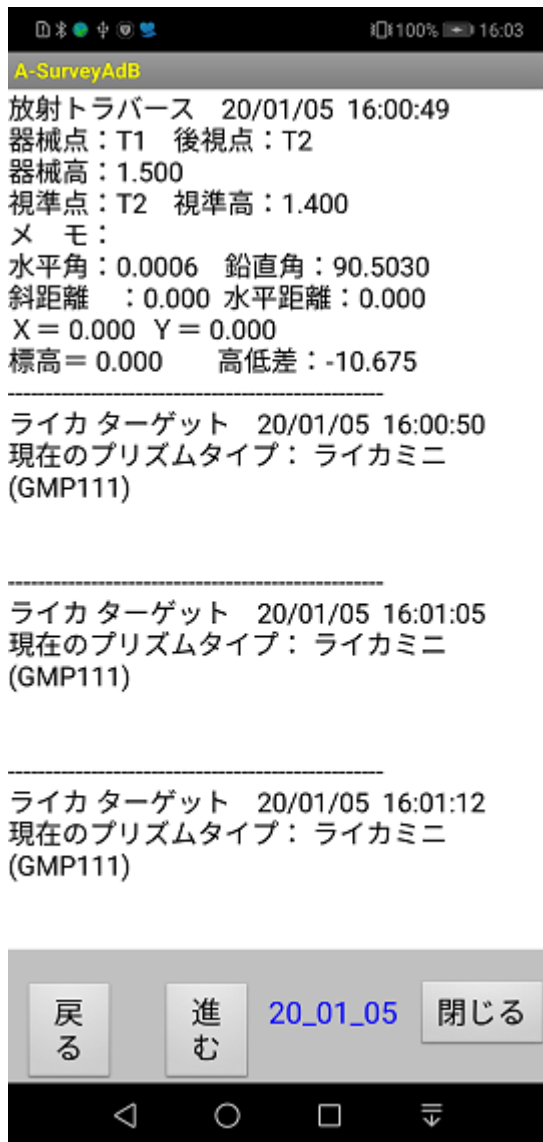 100% 16:03
A-SurveyAdB
放射トラバース 20/01/05 16:00:49
器械点：T1 後視点：T2
器械高：1.500
視準点：T2 視準高：1.400
メ モ：
水平角：0.0006 鉛直角：90.5030
斜距離 ：0.000 水平距離：0.000
X＝ 0.000 Y＝ 0.000
標高＝ 0.000 高低差：-10.675
--------------------------------------------------
ライカ ターゲット 20/01/05 16:00:50
現在のプリズムタイプ： ライカミニ
(GMP111)
--------------------------------------------------
ライカ ターゲット 20/01/05 16:01:05
現在のプリズムタイプ： ライカミニ
(GMP111)
--------------------------------------------------
ライカ ターゲット 20/01/05 16:01:12
現在のプリズムタイプ： ライカミニ
(GMP111)
戻る
進む
20_01_05
閉じる